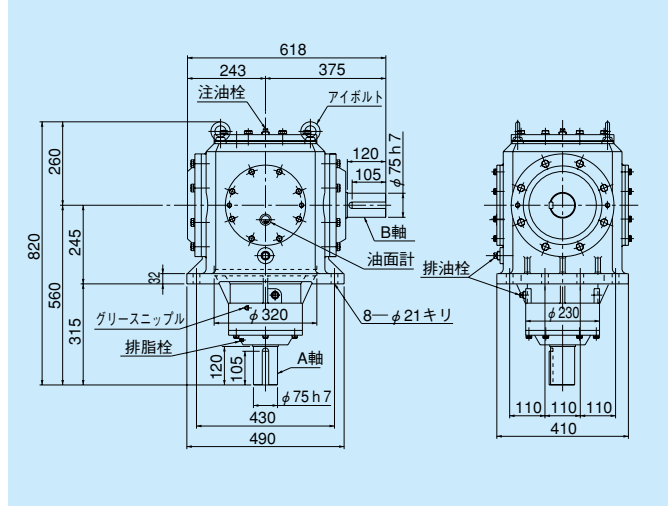 618
243
375
注油栓
アイボルト
120
105
φ75h7
260
820
245
560
32
315
B軸
油面計
排油栓
グリースニップル
φ320
8—φ21キリ
φ230
排脂栓
120
105
A軸
φ75h7
430
490
110
110
110
410